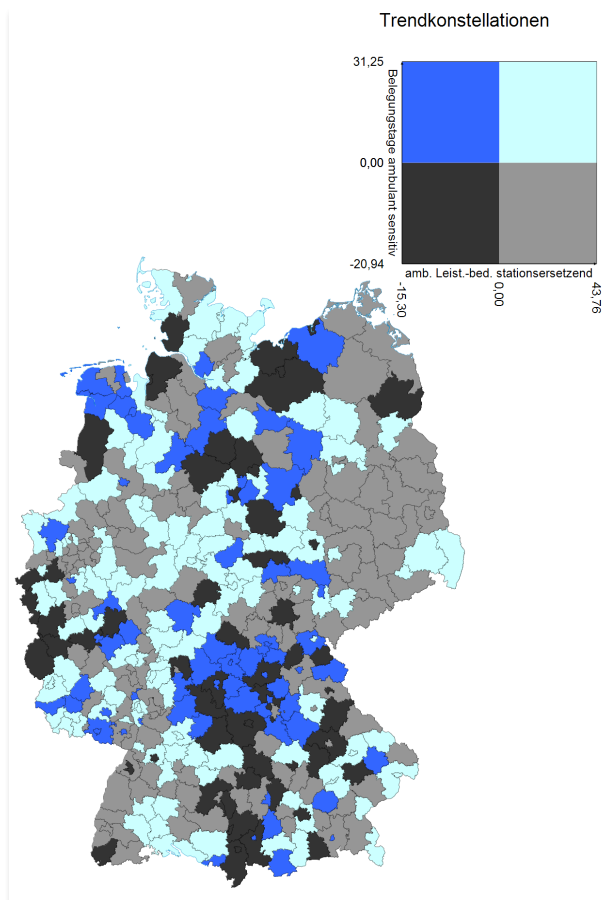 Trendkonstellationen
31,25
Belegungstage ambulant sensitiv
0,00
-20,94
amb. Leist.-bed. stationsersetzend
-15,30
0,00
43,76